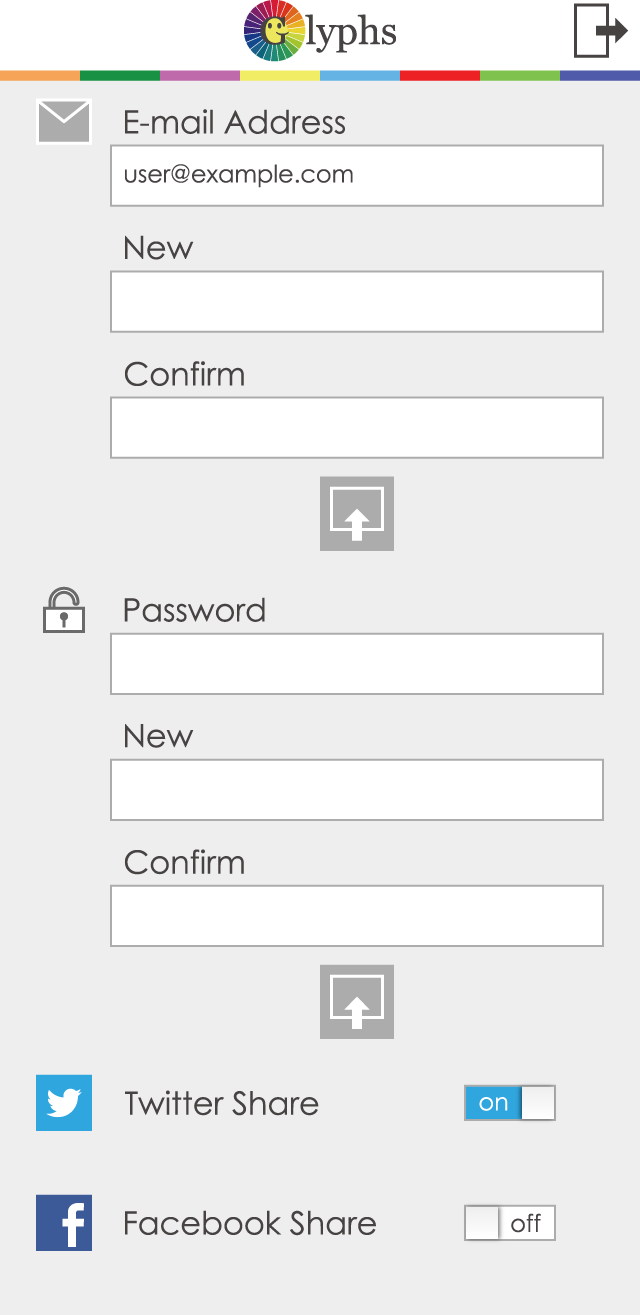 Glyphs
E-mail Address
user@example.com
New
Confirm
Password
New
Confirm
Twitter Share
on
Facebook Share
off